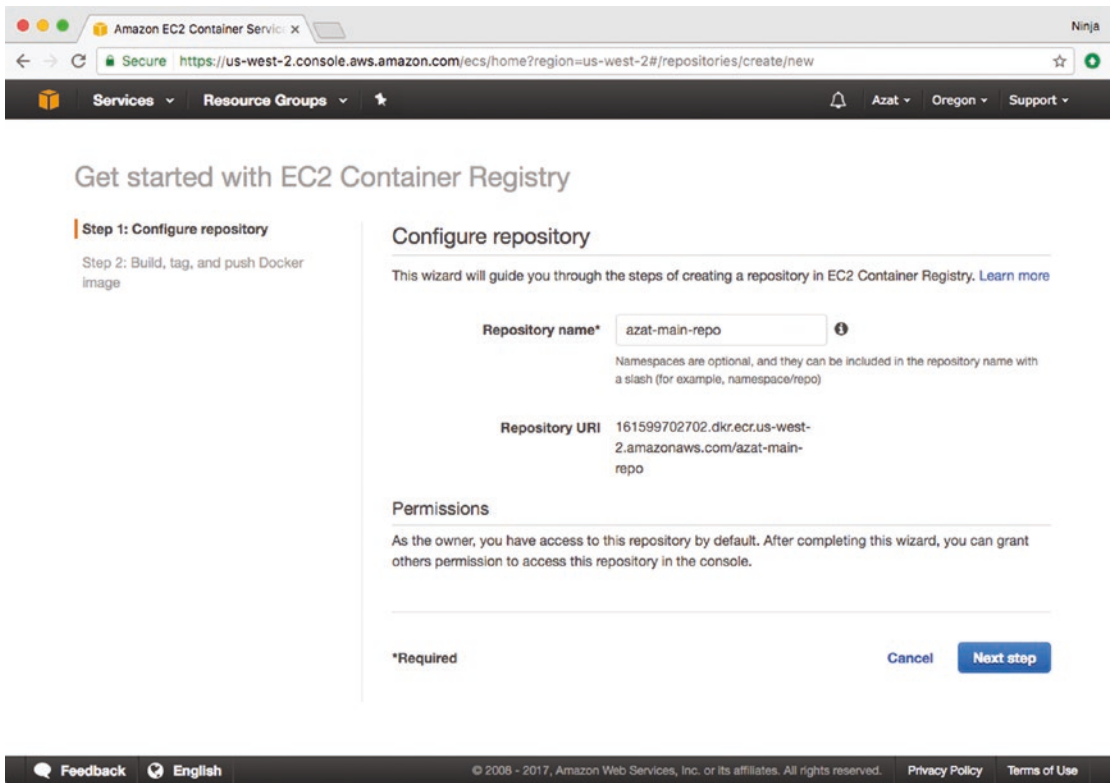 Amazon EC2 Container Servic
Ninja
Secure https://us-west-2.console.aws.amazon.com/ecs/home?region=us-west-2#/repositories/create/new
Services Resource Groups Azat Oregon Support
Get started with EC2 Container Registry
Step 1: Configure repository
Step 2: Build, tag, and push Docker
image
Configure repository
This wizard will guide you through the steps of creating a repository in EC2 Container Registry. Learn more
Repository name* azat-main-repo
Namespaces are optional, and they can be included in the repository name with
a slash (for example, namespace/repo)
Repository URI 161599702702.dkr.ecr.us-west-
2.amazonaws.com/azat-main-
repo
Permissions
As the owner, you have access to this repository by default. After completing this wizard, you can grant
others permission to access this repository in the console.
*Required Cancel Next step
Feedback English © 2008 - 2017, Amazon Web Services, Inc. or its affiliates. All rights reserved. Privacy Policy Terms of Use